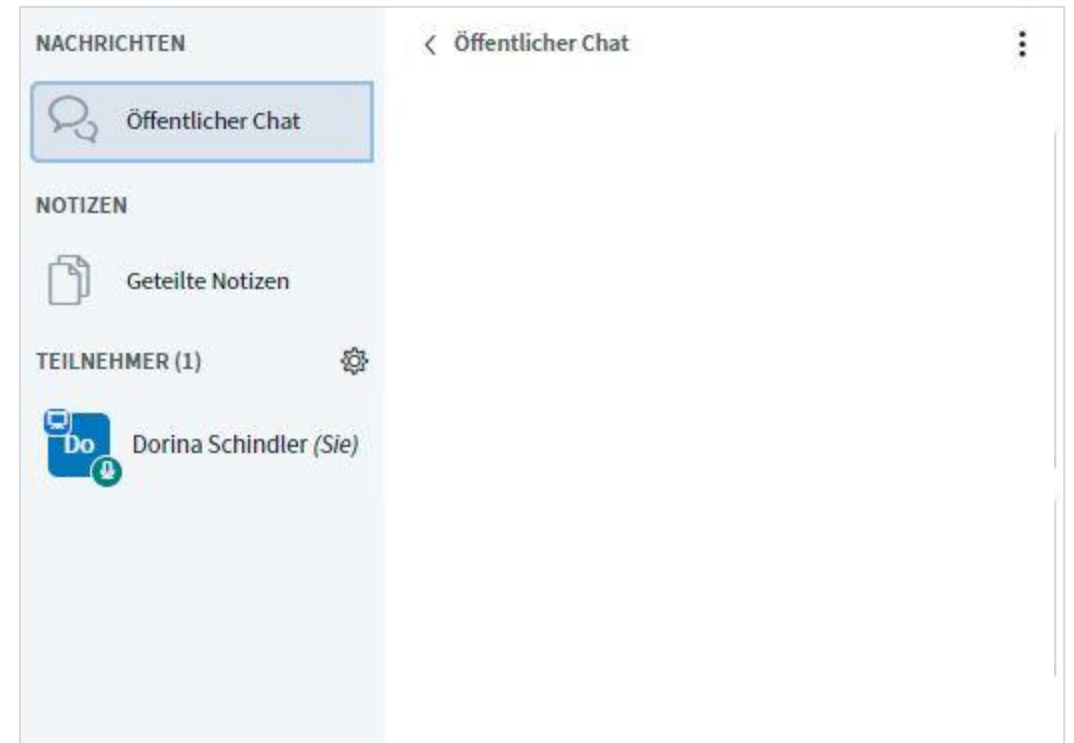 NACHRICHTEN
Öffentlicher Chat
NOTIZEN
Geteilte Notizen
TEILNEHMER (1)
Do
Dorina Schindler (Sie)
Öffentlicher Chat